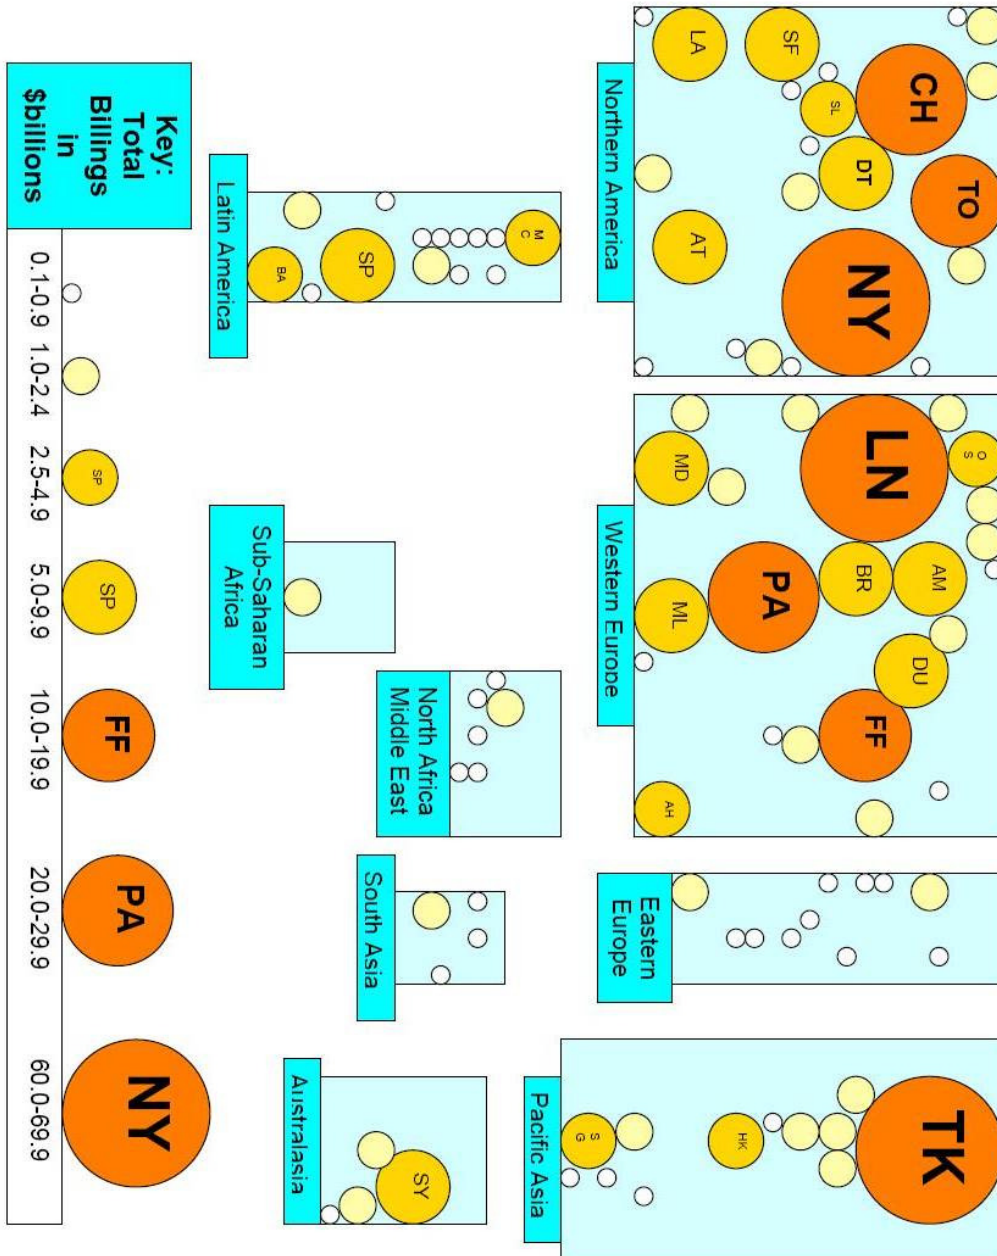 TO
CH
NY
SF
LA
SL
DT
AT
Northern America
O
S
LN
AM
BR
DU
FF
PA
MD
ML
AH
Western Europe
Eastern
Europe
TK
HK
S
G
Pacific Asia
M
C
SP
BA
Latin America
North Africa
Middle East
South Asia
SY
Australasia
Sub-Saharan
Africa
Key:
Total
Billings
in
$billions
SP
SP
FF
PA
NY
0.1-0.9
1.0-2.4
2.5-4.9
5.0-9.9
10.0-19.9
20.0-29.9
60.0-69.9